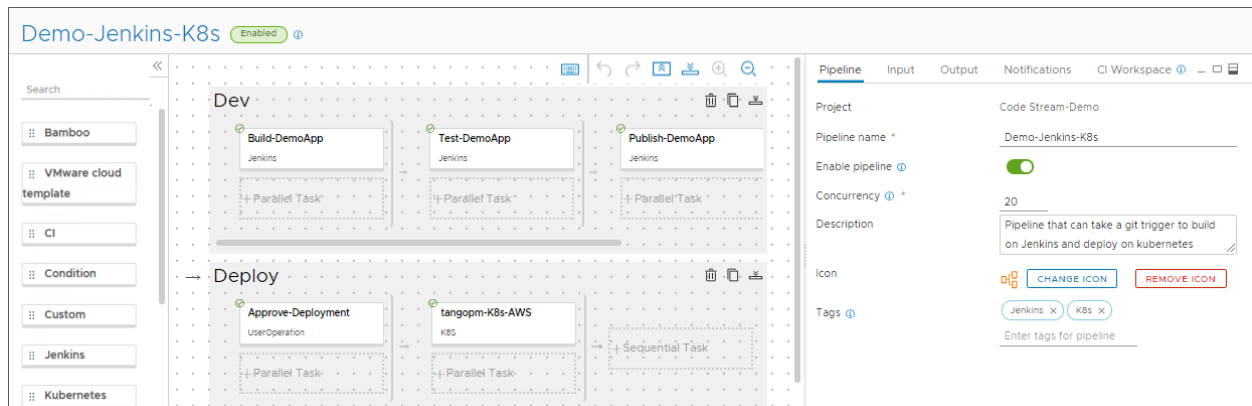 Demo-Jenkins-K8s
Enabled
Search
Bamboo
VMware cloud
template
CI
Condition
Custom
Jenkins
Kubernetes
Dev
Build-DemoApp
Jenkins
+ Parallel Task
Test-DemoApp
Jenkins
+ Parallel Task
Publish-DemoApp
Jenkins
+ Parallel Task
Deploy
Approve-Deployment
UserOperation
+ Parallel Task
tangopm-K8s-AWS
K8S
+ Parallel Task
+ Sequential Task
Pipeline Input Output Notifications CI Workspace
Project Code Stream-Demo
Pipeline name * Demo-Jenkins-K8s
Enable pipeline
Concurrency *
20
Description
Pipeline that can take a git trigger to build
on Jenkins and deploy on kubernetes
Icon CHANGE ICON REMOVE ICON
Tags Jenkins X K8s X
Enter tags for pipeline